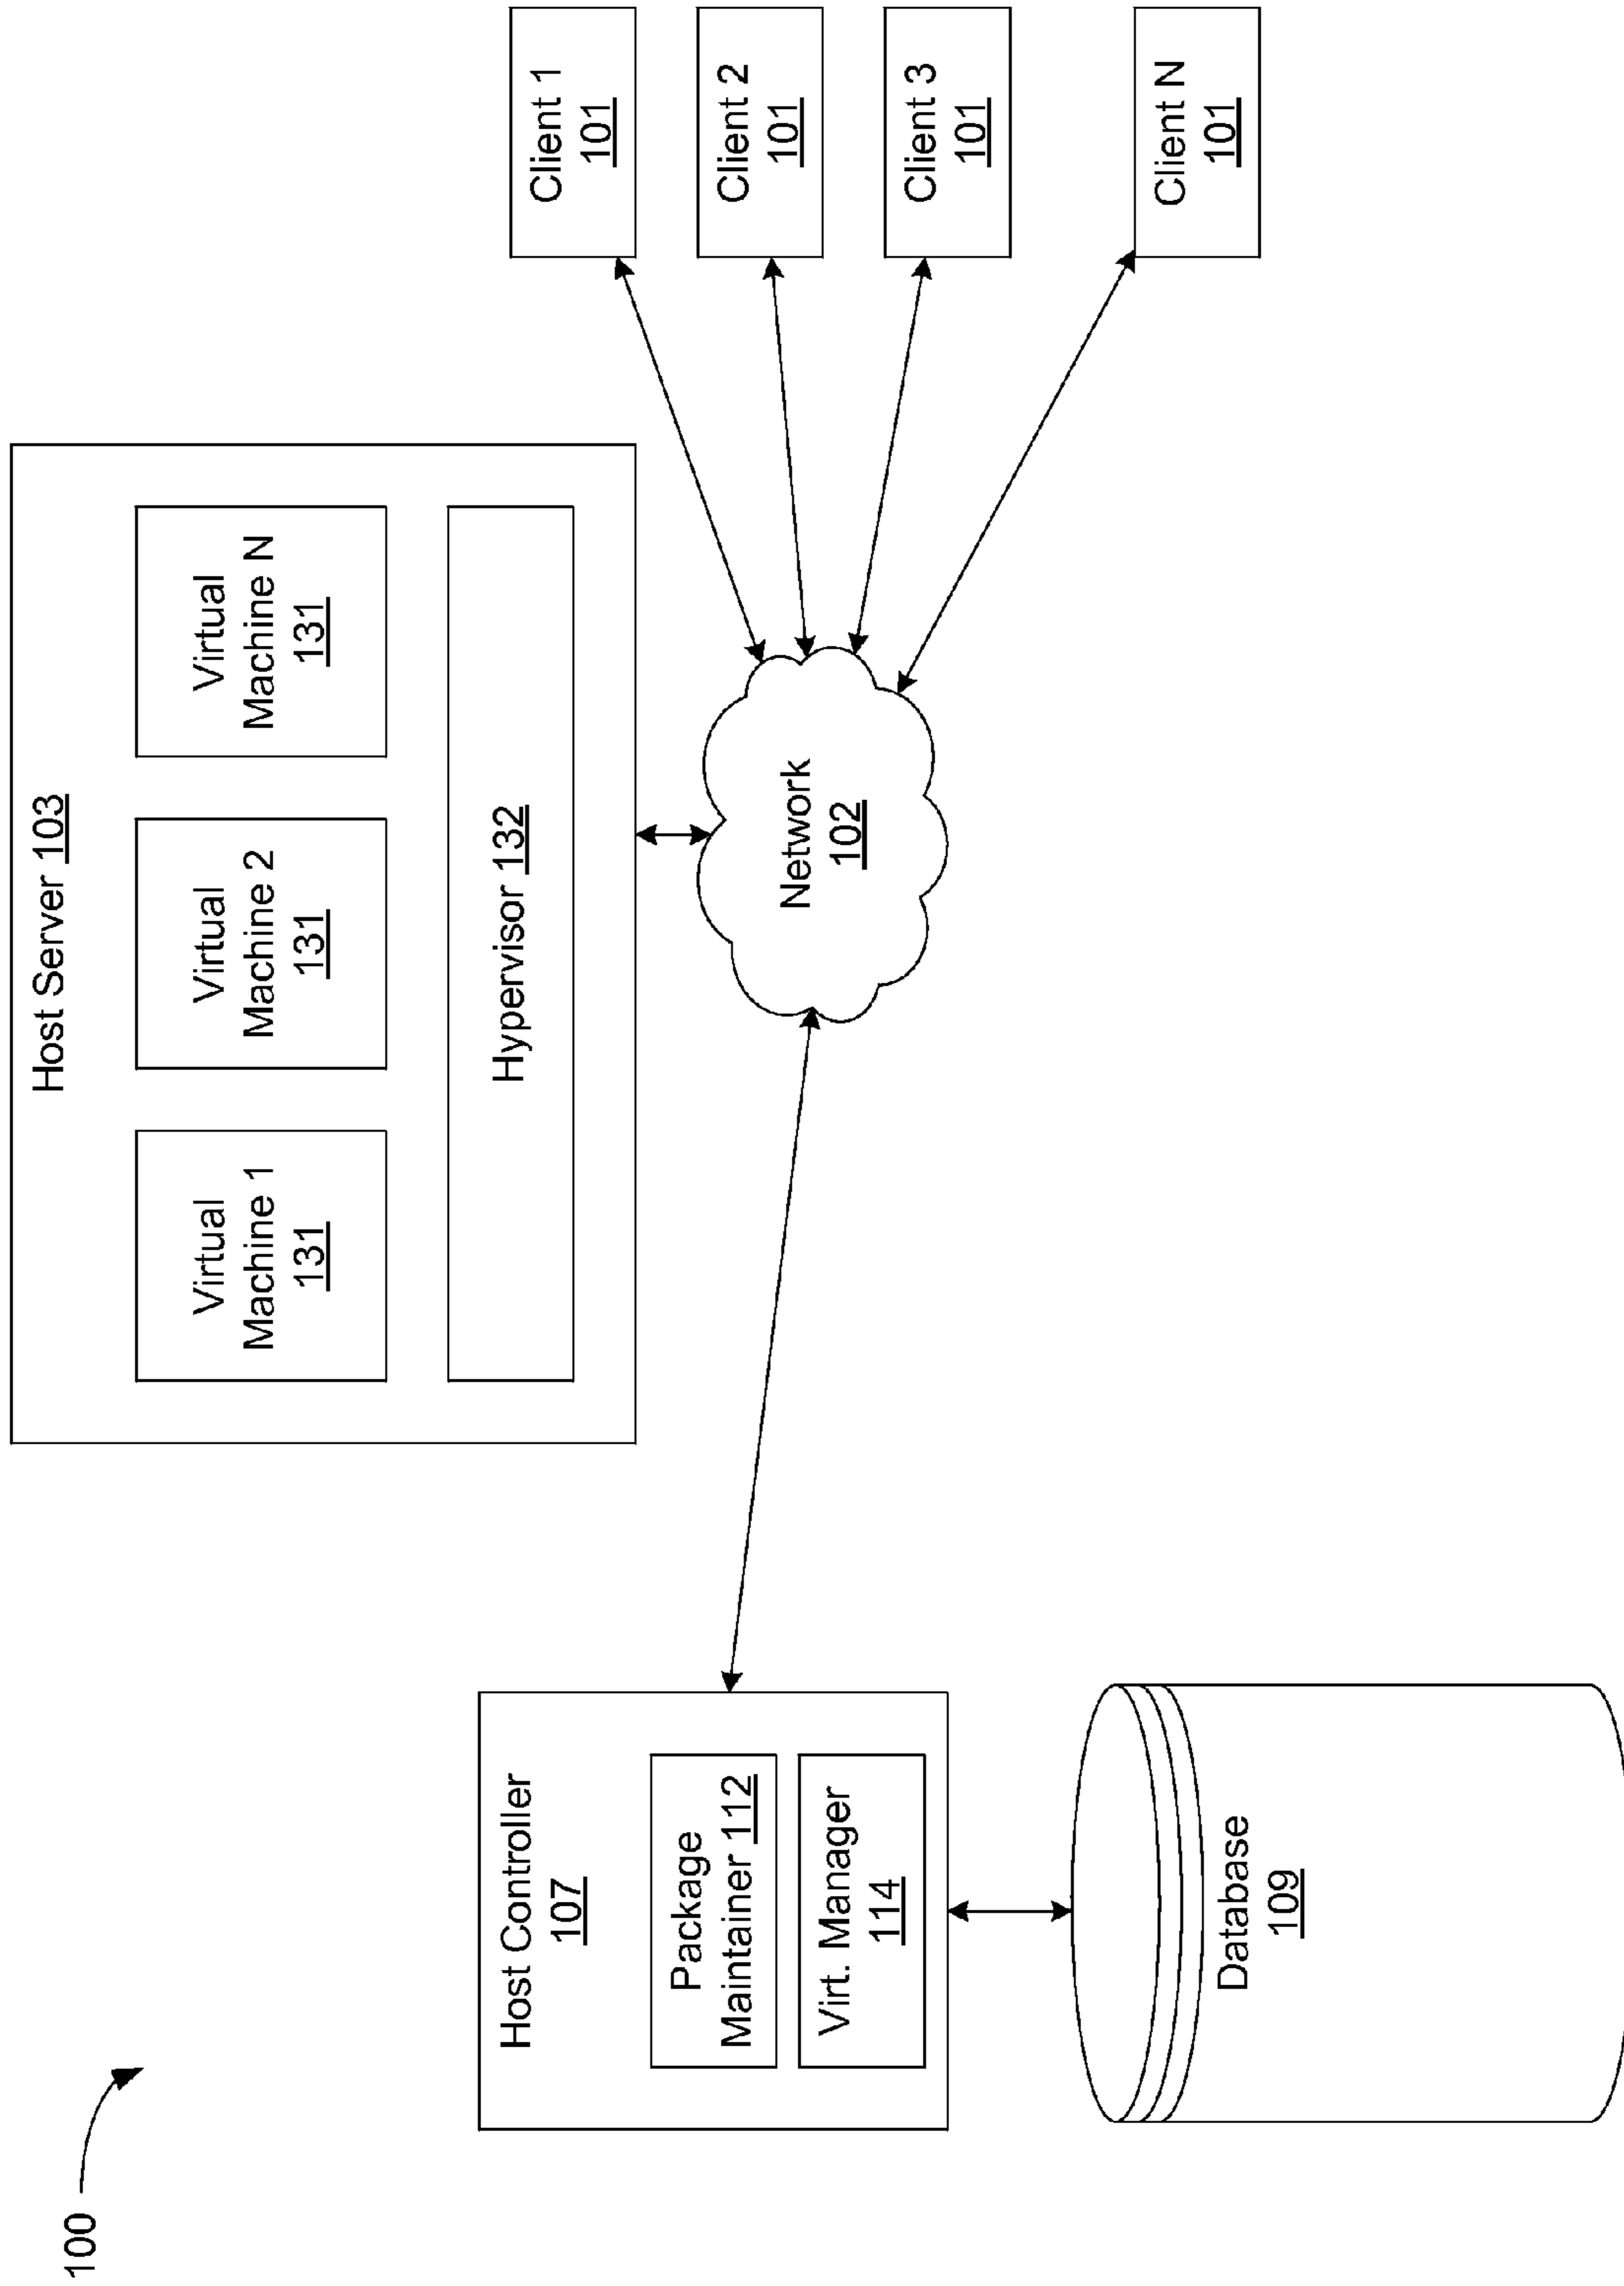 100
Host Server 103
Virtual
Machine 1
131
Virtual
Machine 2
131
Virtual
Machine N
131
Hypervisor 132
Host Controller
107
Package
Maintainer 112
Virt. Manager
114
Database
109
Network
102
Client 1
101
Client 2
101
Client 3
101
Client N
101